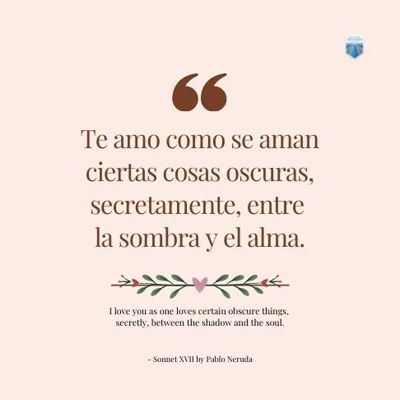 Te amo como se aman
ciertas cosas oscuras,
secretamente, entre
la sombra y el alma.
I love you as one loves certain obscure things,
secretly, between the shadow and the soul.
- Sonnet XVII by Pablo Neruda